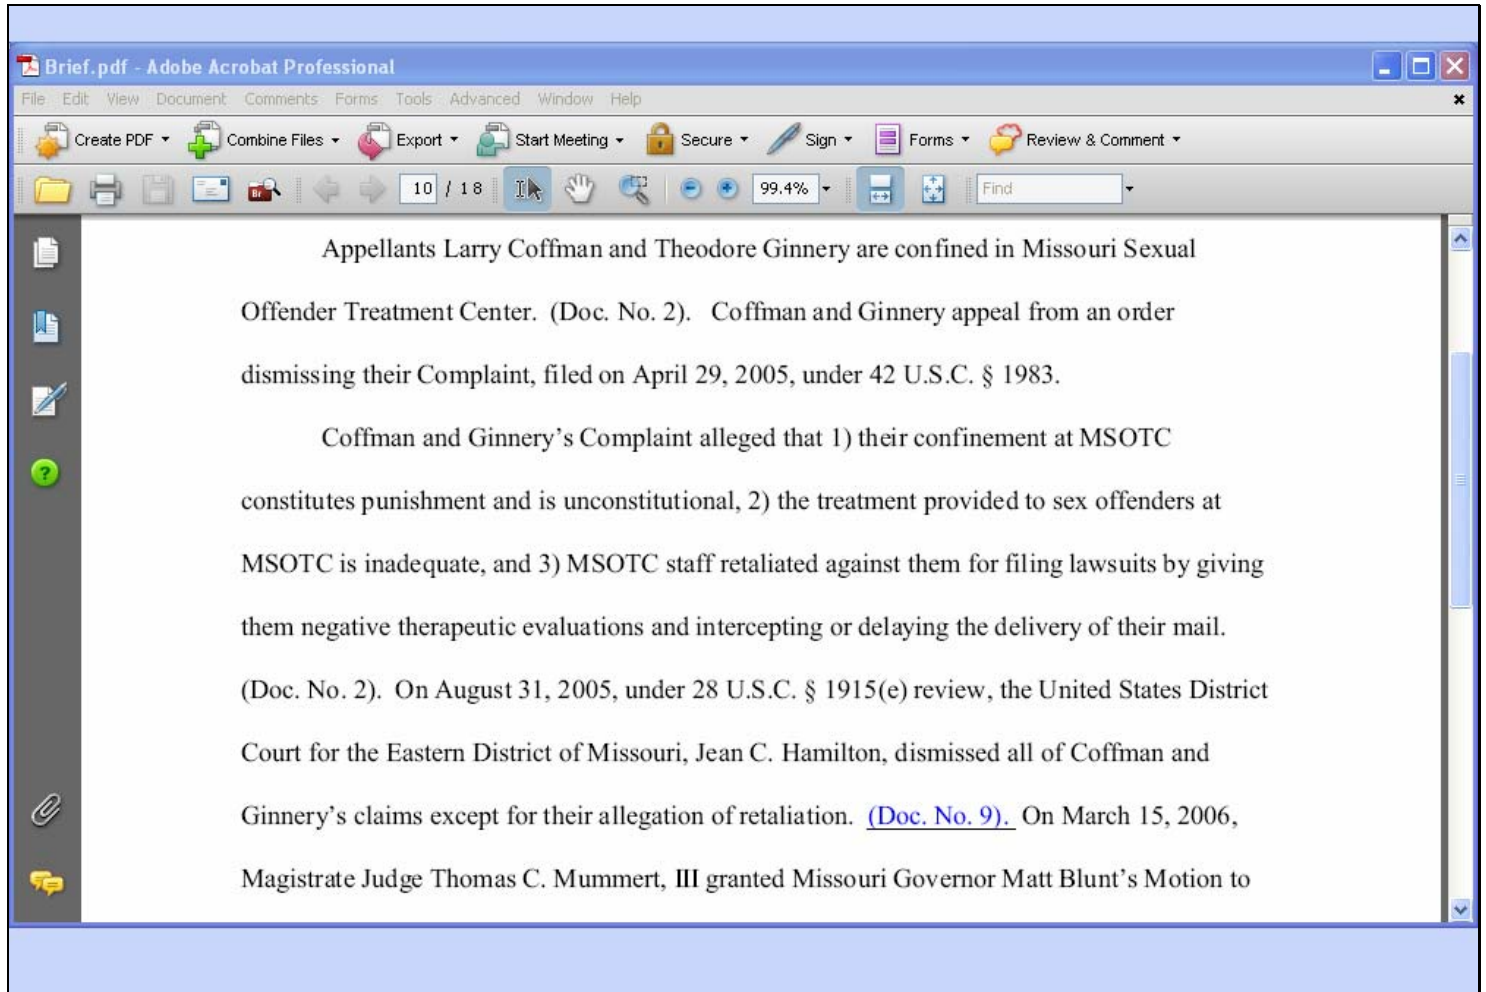 Brief.pdf - Adobe Acrobat Professional
File Edit View Document Comments Forms Tools Advanced Window Help
Create PDF Combine Files Export Start Meeting Secure Sign Forms Review & Comment
10 / 18 99.4% Find
Appellants Larry Coffman and Theodore Ginnery are confined in Missouri Sexual
Offender Treatment Center. (Doc. No. 2). Coffman and Ginnery appeal from an order
dismissing their Complaint, filed on April 29, 2005, under 42 U.S.C. § 1983.
Coffman and Ginnery’s Complaint alleged that 1) their confinement at MSOTC
constitutes punishment and is unconstitutional, 2) the treatment provided to sex offenders at
MSOTC is inadequate, and 3) MSOTC staff retaliated against them for filing lawsuits by giving
them negative therapeutic evaluations and intercepting or delaying the delivery of their mail.
(Doc. No. 2). On August 31, 2005, under 28 U.S.C. § 1915(e) review, the United States District
Court for the Eastern District of Missouri, Jean C. Hamilton, dismissed all of Coffman and
Ginnery’s claims except for their allegation of retaliation. (Doc. No. 9). On March 15, 2006,
Magistrate Judge Thomas C. Mummert, III granted Missouri Governor Matt Blunt’s Motion to